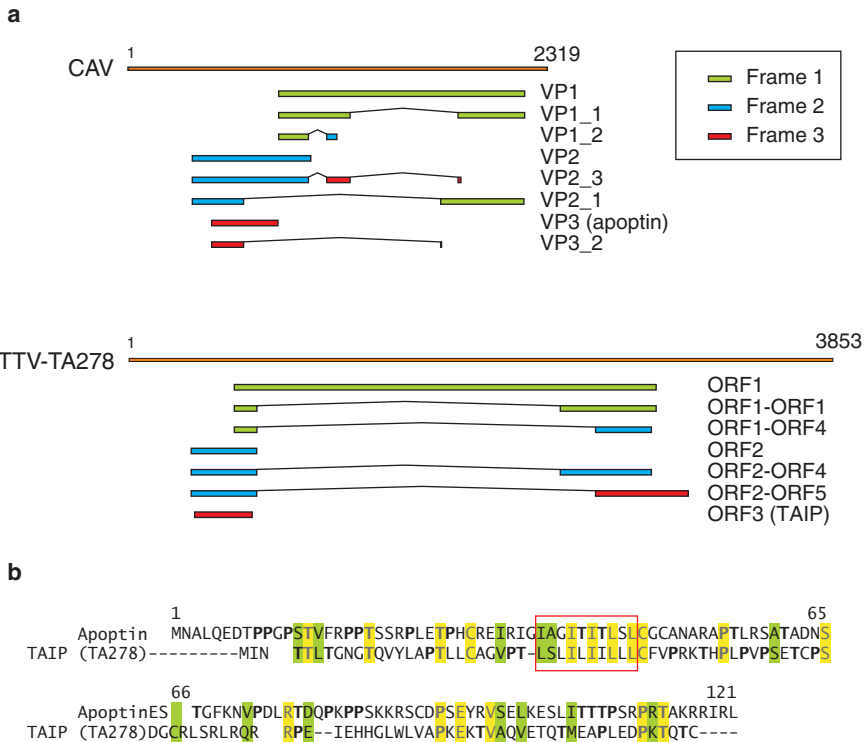 a
1
2319
CAV
VP1
VP1_1
VP1_2
VP2
VP2_3
VP2_1
VP3 (apoptin)
VP3_2
Frame 1
Frame 2
Frame 3
1
3853
TTV-TA278
ORF1
ORF1-ORF1
ORF1-ORF4
ORF2
ORF2-ORF4
ORF2-ORF5
ORF3 (TAIP)
b
1 65
Apoptin MNALQEDTPPGPSTVFRPPTSSRPLETPHCREIRIGIAGITITLSLCGCANARAPTLRSATADNS
TAIP (TA278)---------MIN TTLTGNGTQVYLAPTLLCAGVPT-LSLILIILLLCFVPRKTHPLPVPSETCPS
66 121
ApoptinES TGFKNVPDLRTDQPKPPSKKRSCDPSEYRVSELKESLITTTPSRPRTAKRRIRL
TAIP (TA278)DGCRLSRLRQR RPE--IEHHGLWLVAPEKTVAQVETQTMEAPLEDPKTQTC----